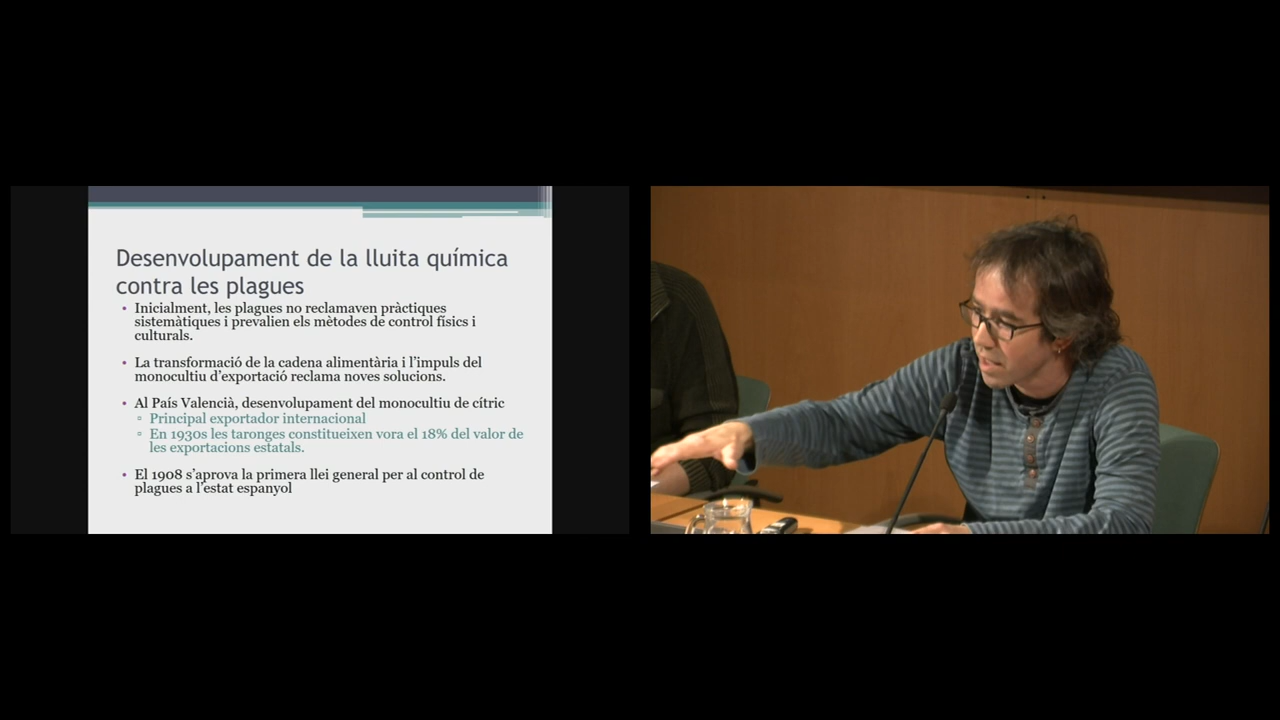 Desenvolupament de la lluita química
contra les plagues
• Inicialment, les plagues no reclamaven pràctiques
sistemàtiques i prevalien els mètodes de control físics i
culturals.
• La transformació de la cadena alimentària i l'impuls del
monocultiu d'exportació reclama noves solucions.
• Al País Valencià, desenvolupament del monocultiu de cítric
▫ Principal exportador internacional
▫ En 1930s les taronges constitueixen vora el 18% del valor de
les exportacions estatals.
• El 1908 s'aprova la primera llei general per al control de
plagues a l'estat espanyol